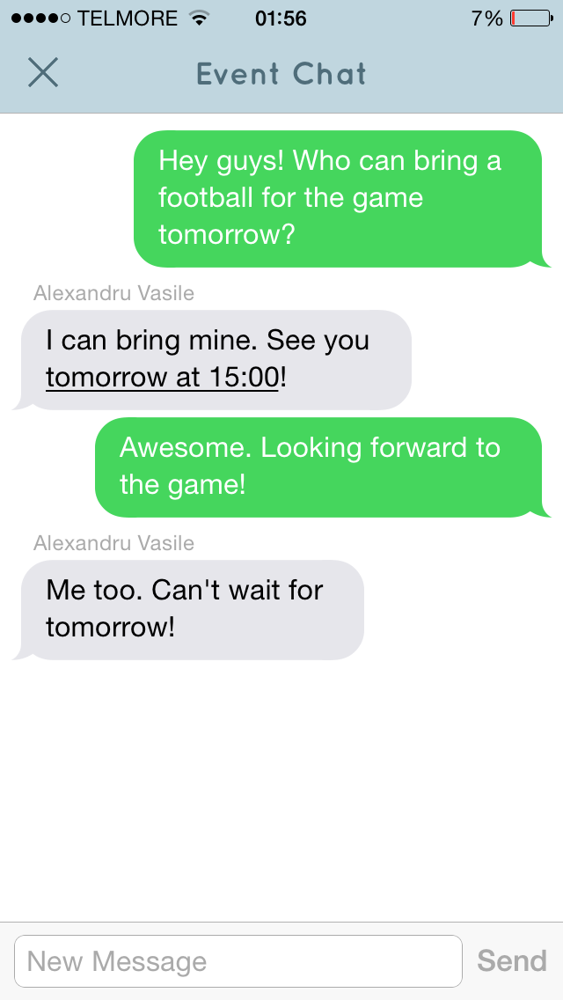 TELMORE 01:56 7%
Event Chat
Hey guys! Who can bring a
football for the game
tomorrow?
Alexandru Vasile
I can bring mine. See you
tomorrow at 15:00!
Awesome. Looking forward to
the game!
Alexandru Vasile
Me too. Can't wait for
tomorrow!
New Message Send